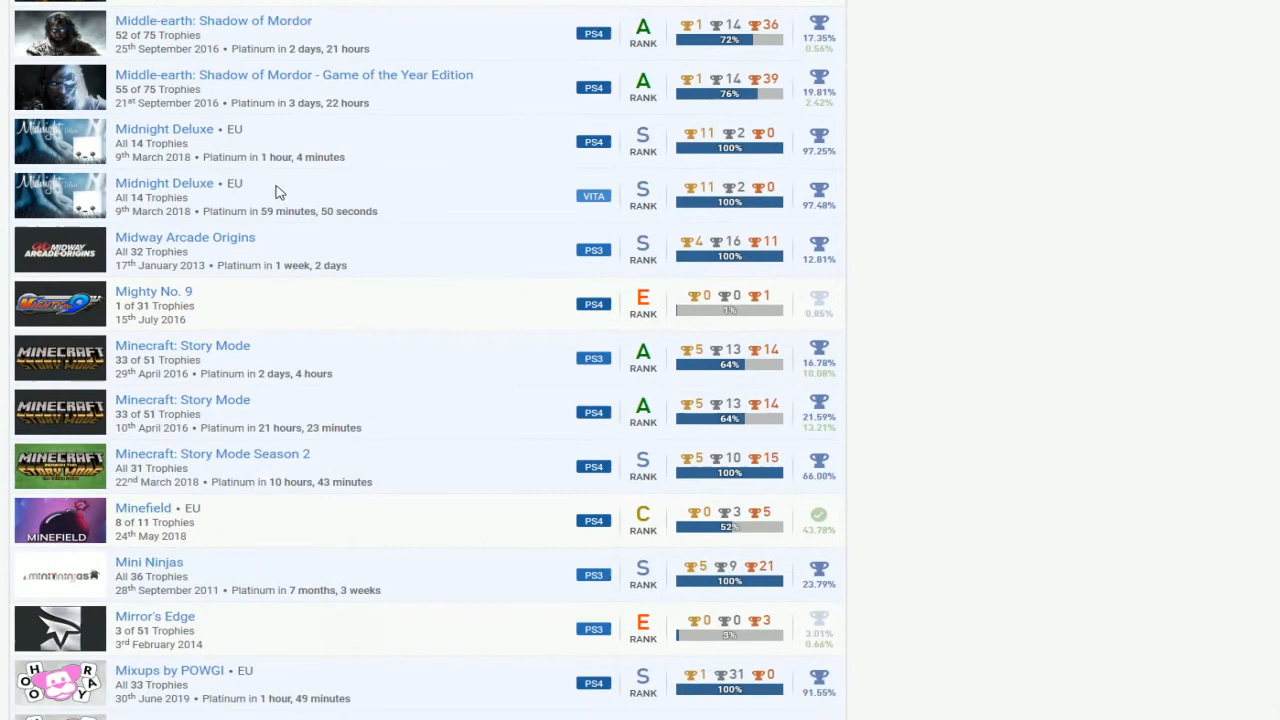 Middle-earth: Shadow of Mordor
52 of 75 Trophies
25th September 2016 • Platinum in 2 days, 21 hours
PS4
A
RANK
1 14 36
72%
17.35%
0.56%
Middle-earth: Shadow of Mordor - Game of the Year Edition
55 of 75 Trophies
21st September 2016 • Platinum in 3 days, 22 hours
PS4
A
RANK
1 14 39
76%
19.81%
2.42%
Midnight Deluxe • EU
All 14 Trophies
9th March 2018 • Platinum in 1 hour, 4 minutes
PS4
S
RANK
11 2 0
100%
97.25%
Midnight Deluxe • EU
All 14 Trophies
9th March 2018 • Platinum in 59 minutes, 50 seconds
VITA
S
RANK
11 2 0
100%
97.48%
MIDWAY
ARCADE ORIGINS
Midway Arcade Origins
All 32 Trophies
17th January 2013 • Platinum in 1 week, 2 days
PS3
S
RANK
4 16 11
100%
12.81%
Mighty No. 9
1 of 31 Trophies
15th July 2016
PS4
E
RANK
0 0 1
1%
0.85%
MINECRAFT
Minecraft: Story Mode
33 of 51 Trophies
29th April 2016 • Platinum in 2 days, 4 hours
PS3
A
RANK
5 13 14
64%
16.78%
10.08%
MINECRAFT
Minecraft: Story Mode
33 of 51 Trophies
10th April 2016 • Platinum in 21 hours, 23 minutes
PS4
A
RANK
5 13 14
64%
21.59%
13.21%
MINECRAFT
Minecraft: Story Mode Season 2
All 31 Trophies
22nd March 2018 • Platinum in 10 hours, 43 minutes
PS4
S
RANK
5 10 15
100%
66.00%
MINEFIELD
Minefield • EU
8 of 11 Trophies
28th May 2018
PS4
C
RANK
0 3 5
52%
43.78%
mini ninjas
Mini Ninjas
All 36 Trophies
28th September 2011 • Platinum in 7 months, 3 weeks
PS3
S
RANK
5 9 21
100%
23.79%
Mirror's Edge
3 of 51 Trophies
3rd February 2014
PS3
E
RANK
0 0 3
3%
3.01%
0.66%
Mixups by POWGI • EU
All 33 Trophies
30th June 2019 • Platinum in 1 hour, 49 minutes
PS4
S
RANK
1 31 0
100%
91.55%